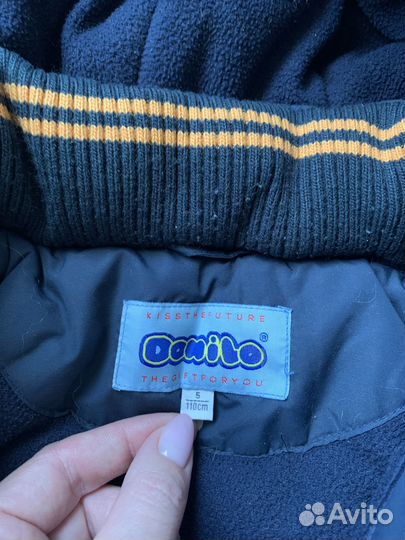 KISSTHEFUTURE
Danilo®
THEGIFTFORYOU
5
110cm
Avito